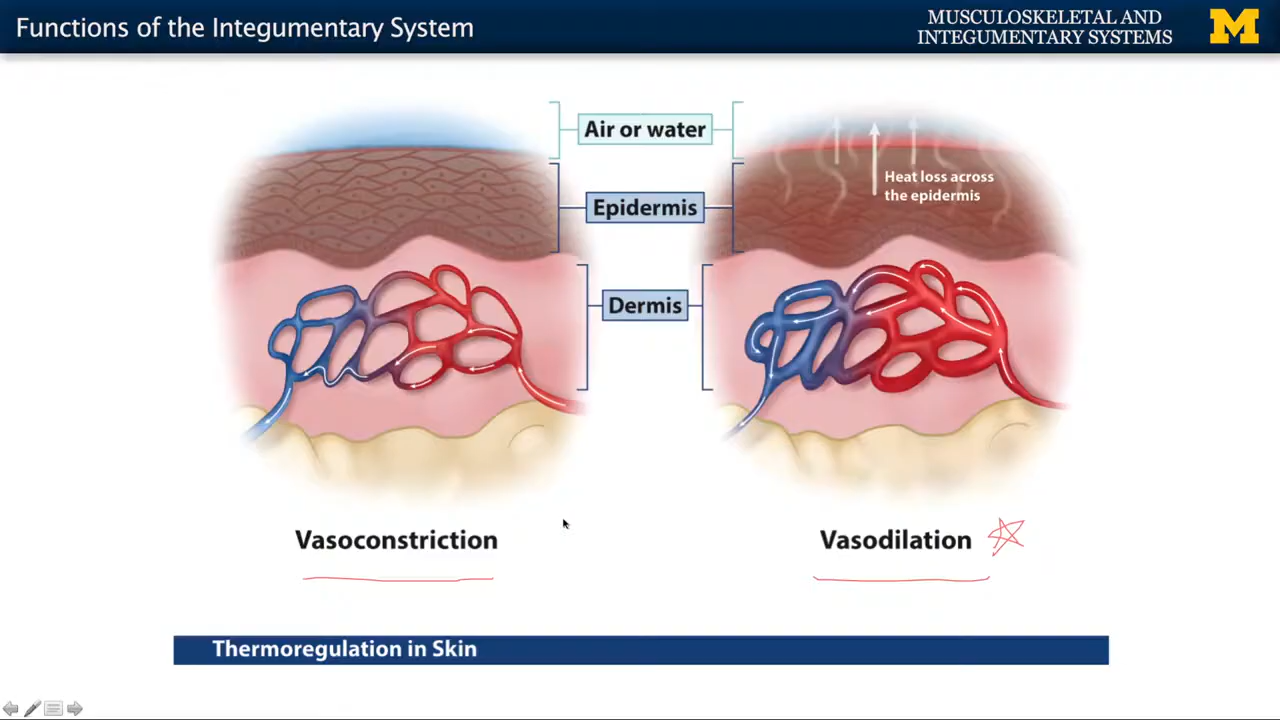 Functions of the Integumentary System
MUSCULOSKELETAL AND
INTEGUMENTARY SYSTEMS
M
Air or water
Heat loss across
the epidermis
Epidermis
Dermis
Vasoconstriction
Vasodilation
Thermoregulation in Skin